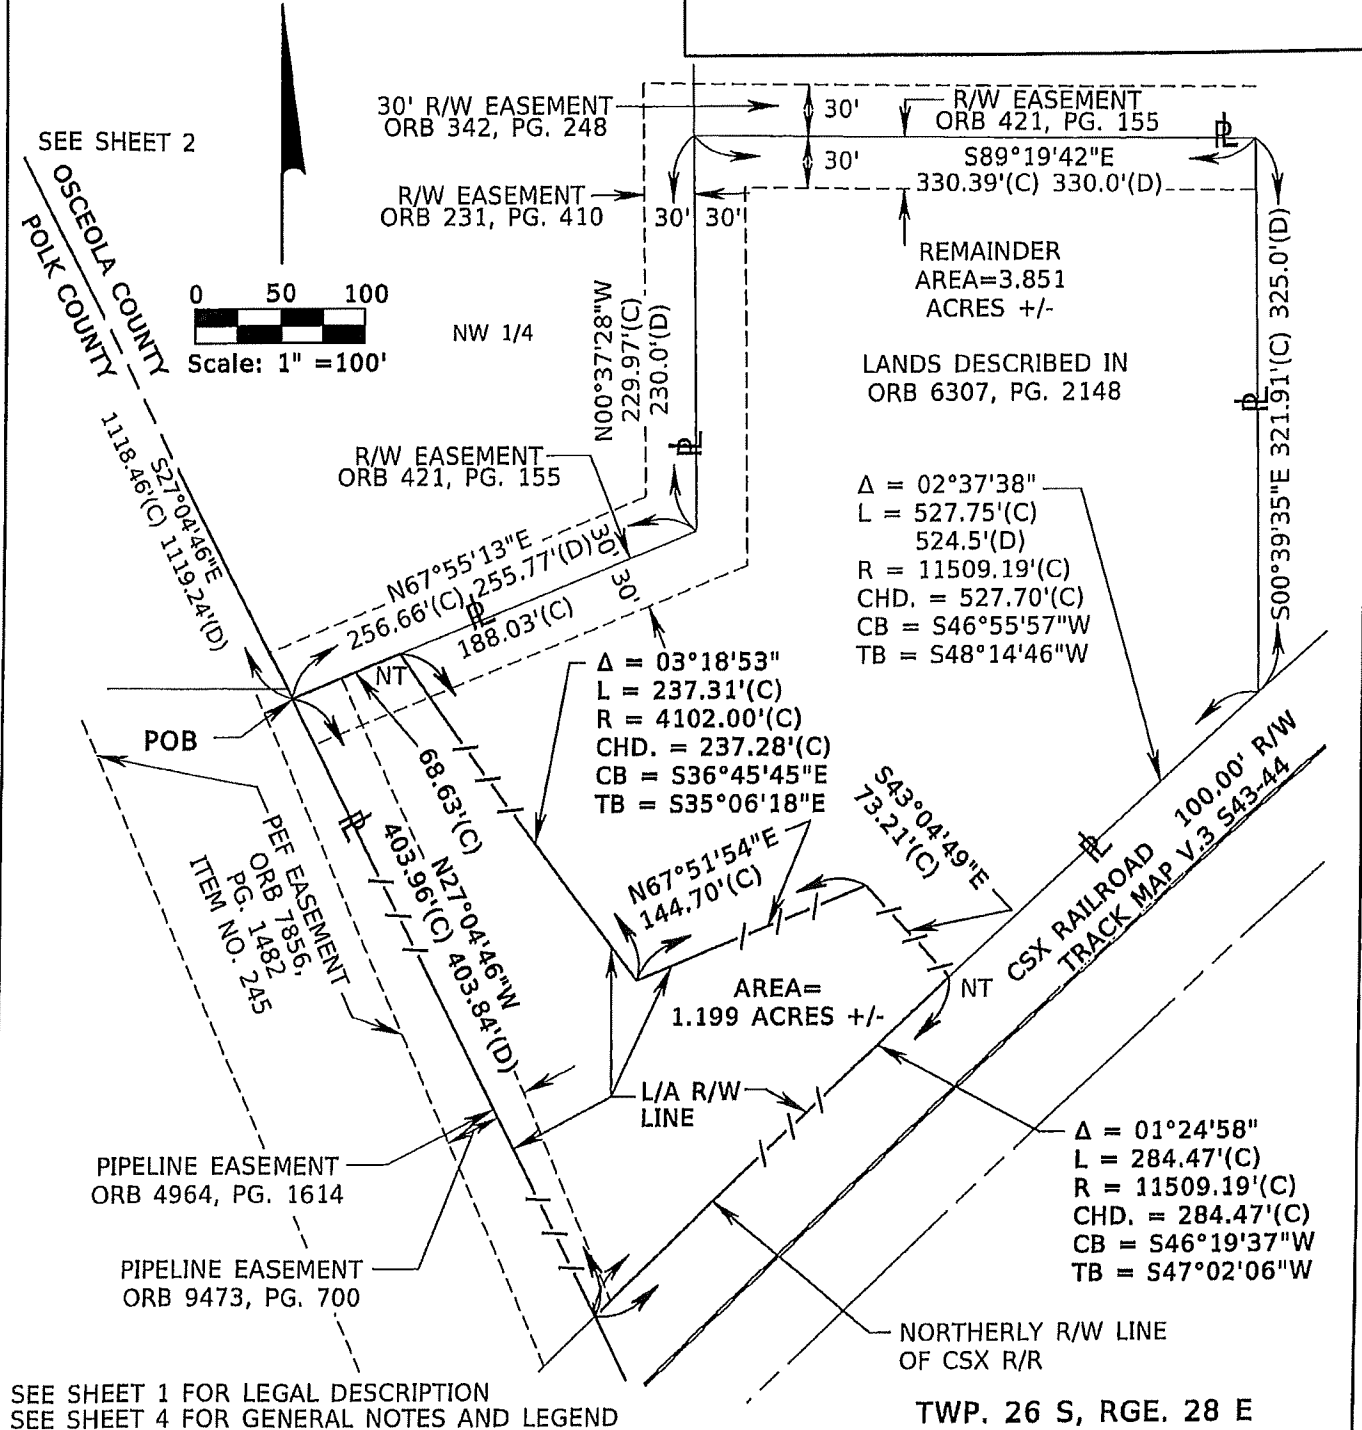 30' R/W EASEMENT
ORB 342, PG. 248
30'
R/W EASEMENT
ORB 421, PG. 155
PL
SEE SHEET 2
30'
S89°19'42"E
330.39'(C) 330.0'(D)
R/W EASEMENT
ORB 231, PG. 410
30' 30'
OSCEOLA COUNTY
POLK COUNTY
REMAINDER
AREA=3.851
ACRES +/-
0 50 100
Scale: 1" =100'
NW 1/4
N00°37'28"W
229.97'(C)
230.0'(D)
PL
LANDS DESCRIBED IN
ORB 6307, PG. 2148
S00°39'35"E 321.91'(C) 325.0'(D)
PL
S27°04'46"E
1118.46'(C) 1119.24'(D)
R/W EASEMENT
ORB 421, PG. 155
Δ = 02°37'38"
L = 527.75'(C)
524.5'(D)
R = 11509.19'(C)
CHD. = 527.70'(C)
CB = S46°55'57"W
TB = S48°14'46"W
N67°55'13"E
256.66'(C) 255.77'(D)
30'
30'
PL
188.03'(C)
NT
Δ = 03°18'53"
L = 237.31'(C)
R = 4102.00'(C)
CHD. = 237.28'(C)
CB = S36°45'45"E
TB = S35°06'18"E
POB
68.63'(C)
PL
N27°04'46"W
403.96'(C) 403.84'(D)
S43°04'49"E
73.21'(C)
PL
100.00' R/W
CSX RAILROAD
TRACK MAP V.3 S43-44
PEF EASEMENT
ORB 7856,
PG. 1482
ITEM NO. 245
N67°51'54"E
144.70'(C)
AREA=
1.199 ACRES +/-
NT
L/A R/W
LINE
PIPELINE EASEMENT
ORB 4964, PG. 1614
Δ = 01°24'58"
L = 284.47'(C)
R = 11509.19'(C)
CHD. = 284.47'(C)
CB = S46°19'37"W
TB = S47°02'06"W
PIPELINE EASEMENT
ORB 9473, PG. 700
NORTHERLY R/W LINE
OF CSX R/R
SEE SHEET 1 FOR LEGAL DESCRIPTION
SEE SHEET 4 FOR GENERAL NOTES AND LEGEND
TWP. 26 S, RGE. 28 E